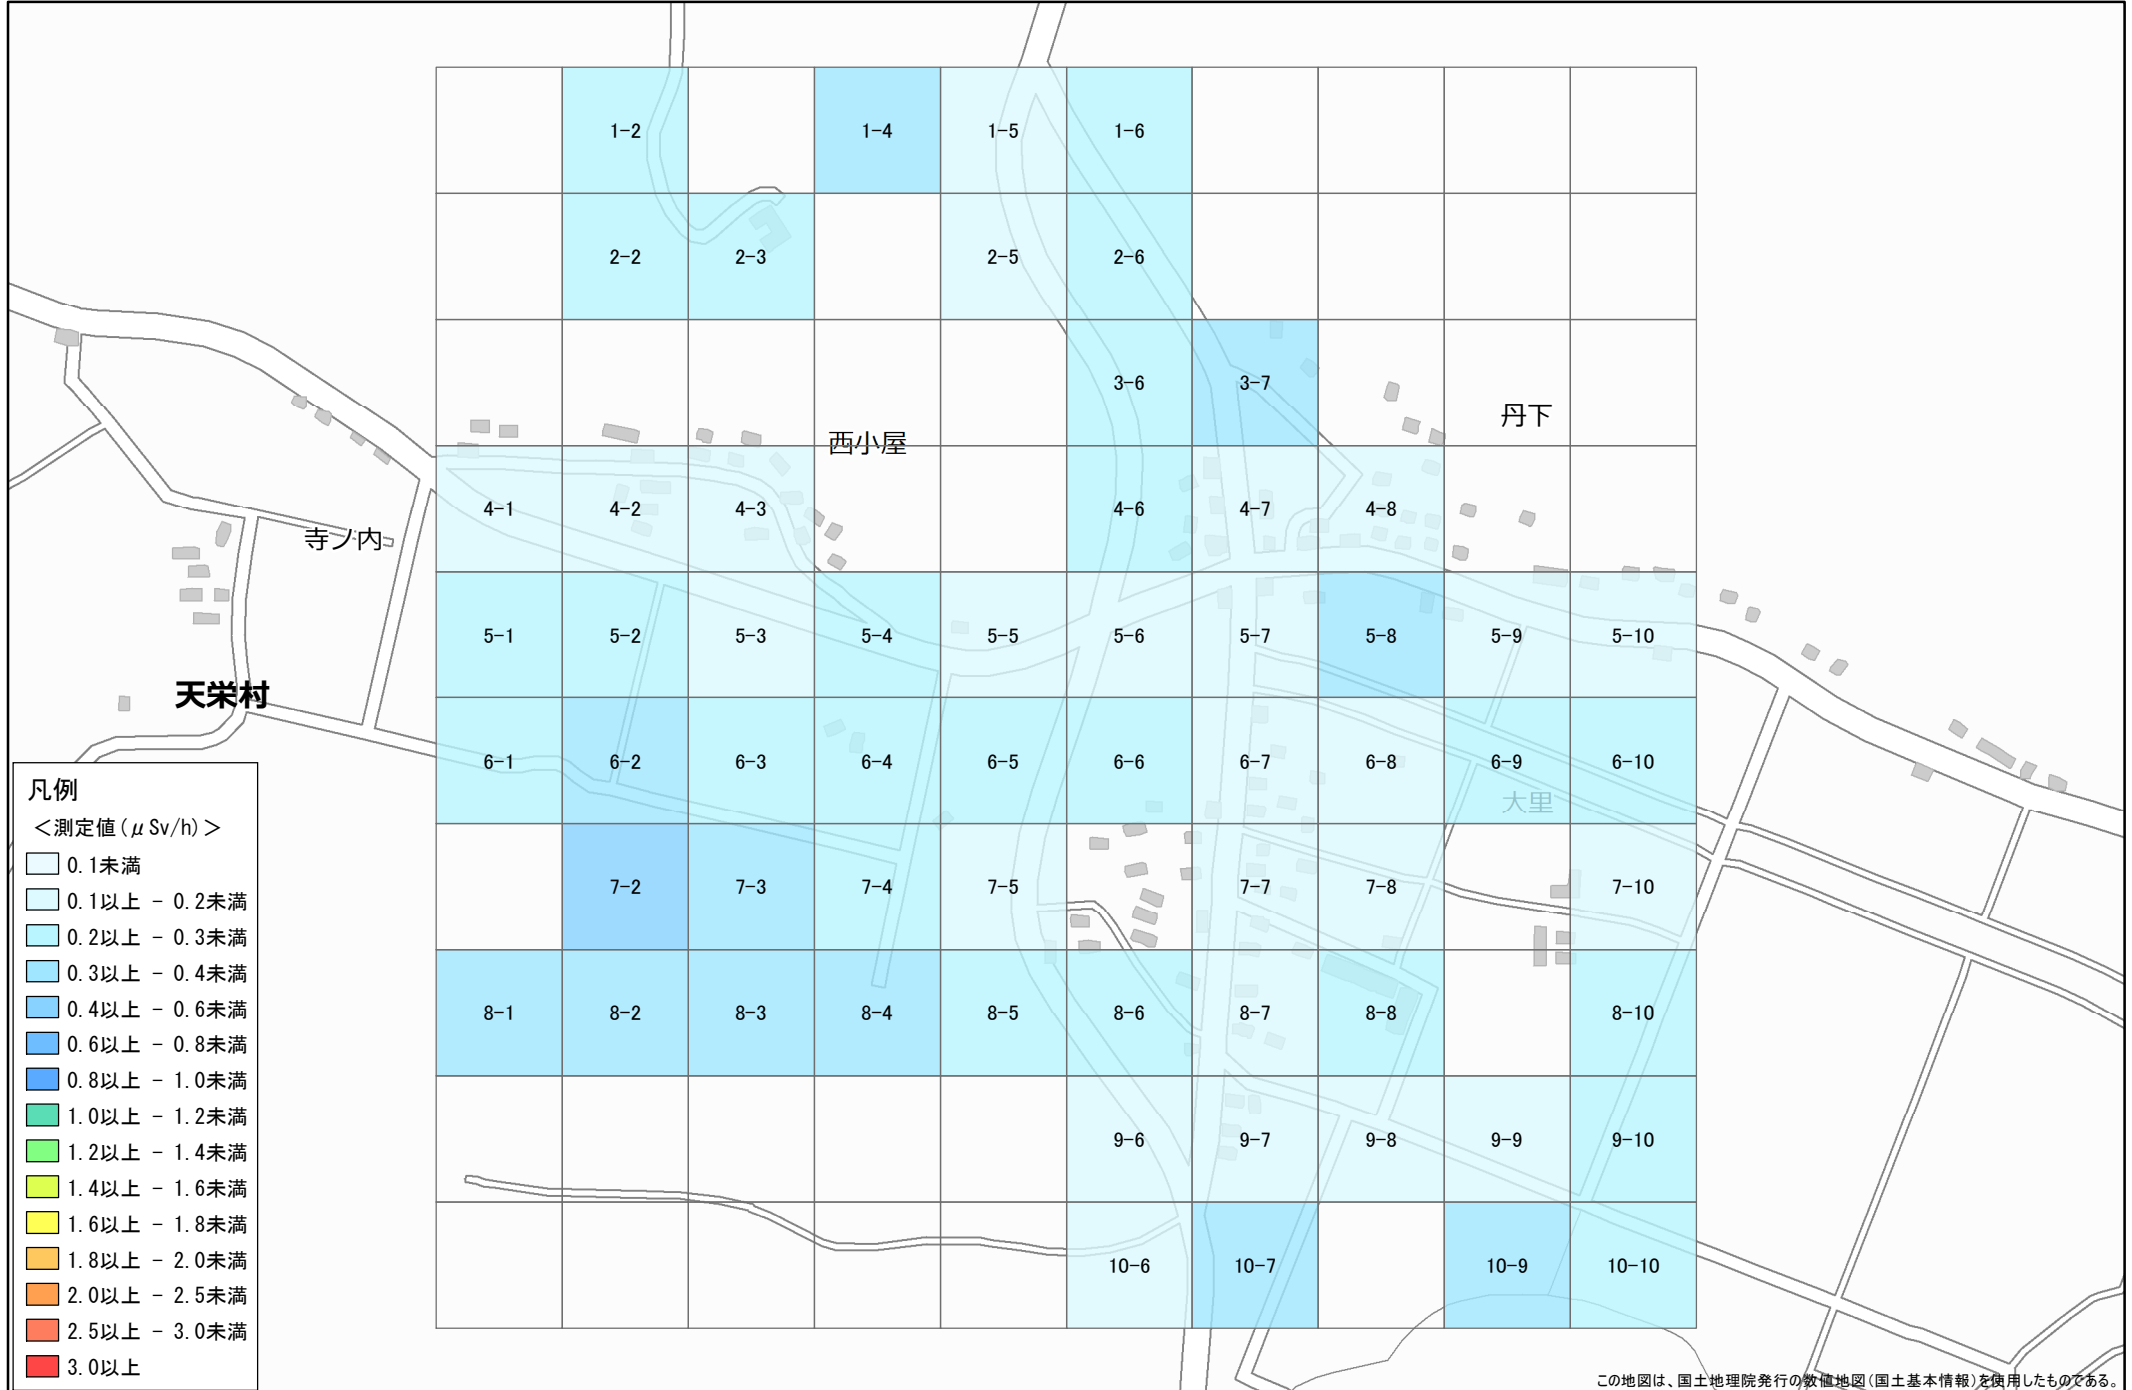 1-2 1-4 1-5 1-6
2-2 2-3 2-5 2-6
3-6 3-7
丹下
西小屋
4-1 4-2 4-3 4-6 4-7 4-8
寺ノ内
5-1 5-2 5-3 5-4 5-5 5-6 5-7 5-8 5-9 5-10
天栄村
6-1 6-2 6-3 6-4 6-5 6-6 6-7 6-8 6-9 6-10
大里
7-2 7-3 7-4 7-5 7-7 7-8 7-10
8-1 8-2 8-3 8-4 8-5 8-6 8-7 8-8 8-10
9-6 9-7 9-8 9-9 9-10
10-6 10-7 10-9 10-10
凡例
＜測定値(μSv/h)＞
0.1未満
0.1以上 - 0.2未満
0.2以上 - 0.3未満
0.3以上 - 0.4未満
0.4以上 - 0.6未満
0.6以上 - 0.8未満
0.8以上 - 1.0未満
1.0以上 - 1.2未満
1.2以上 - 1.4未満
1.4以上 - 1.6未満
1.6以上 - 1.8未満
1.8以上 - 2.0未満
2.0以上 - 2.5未満
2.5以上 - 3.0未満
3.0以上
この地図は、国土地理院発行の数値地図(国土基本情報)を使用したものである。